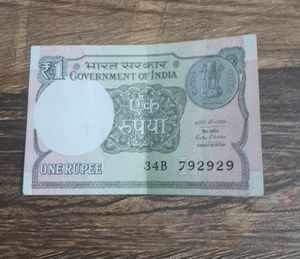 ₹1 भारत सरकार
GOVERNMENT OF INDIA
एक
रुपया
ONE RUPEE 34B 792929